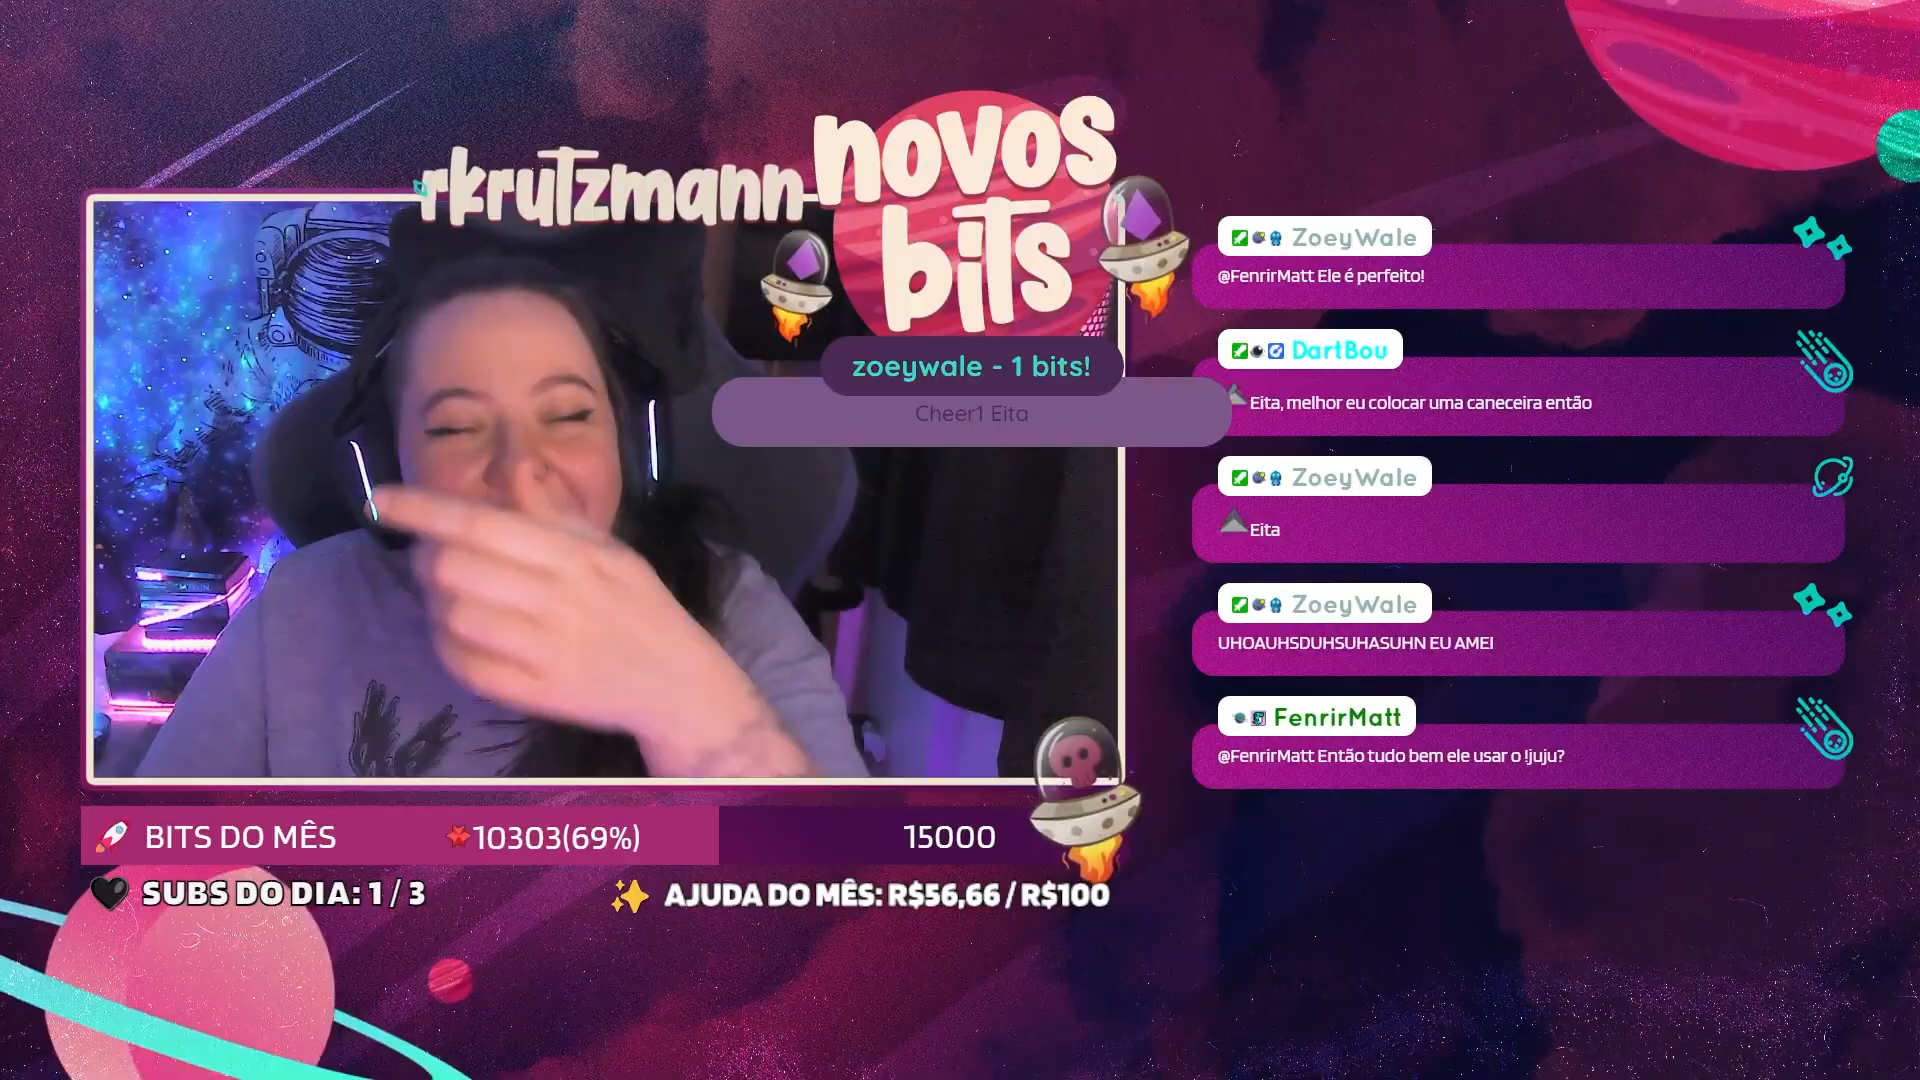 rkrutzmann
novos
bits
zoeywale - 1 bits!
Cheer1 Eita
ZoeyWale
@FenrirMatt Ele é perfeito!
DartBou
Eita, melhor eu colocar uma caneceira então
ZoeyWale
Eita
ZoeyWale
UHOAUHSDUHSUHASUHN EU AMEI
FenrirMatt
@FenrirMatt Então tudo bem ele usar o !juju?
BITS DO MÊS
10303(69%)
15000
SUBS DO DIA: 1 / 3
AJUDA DO MÊS: R$56,66 / R$100